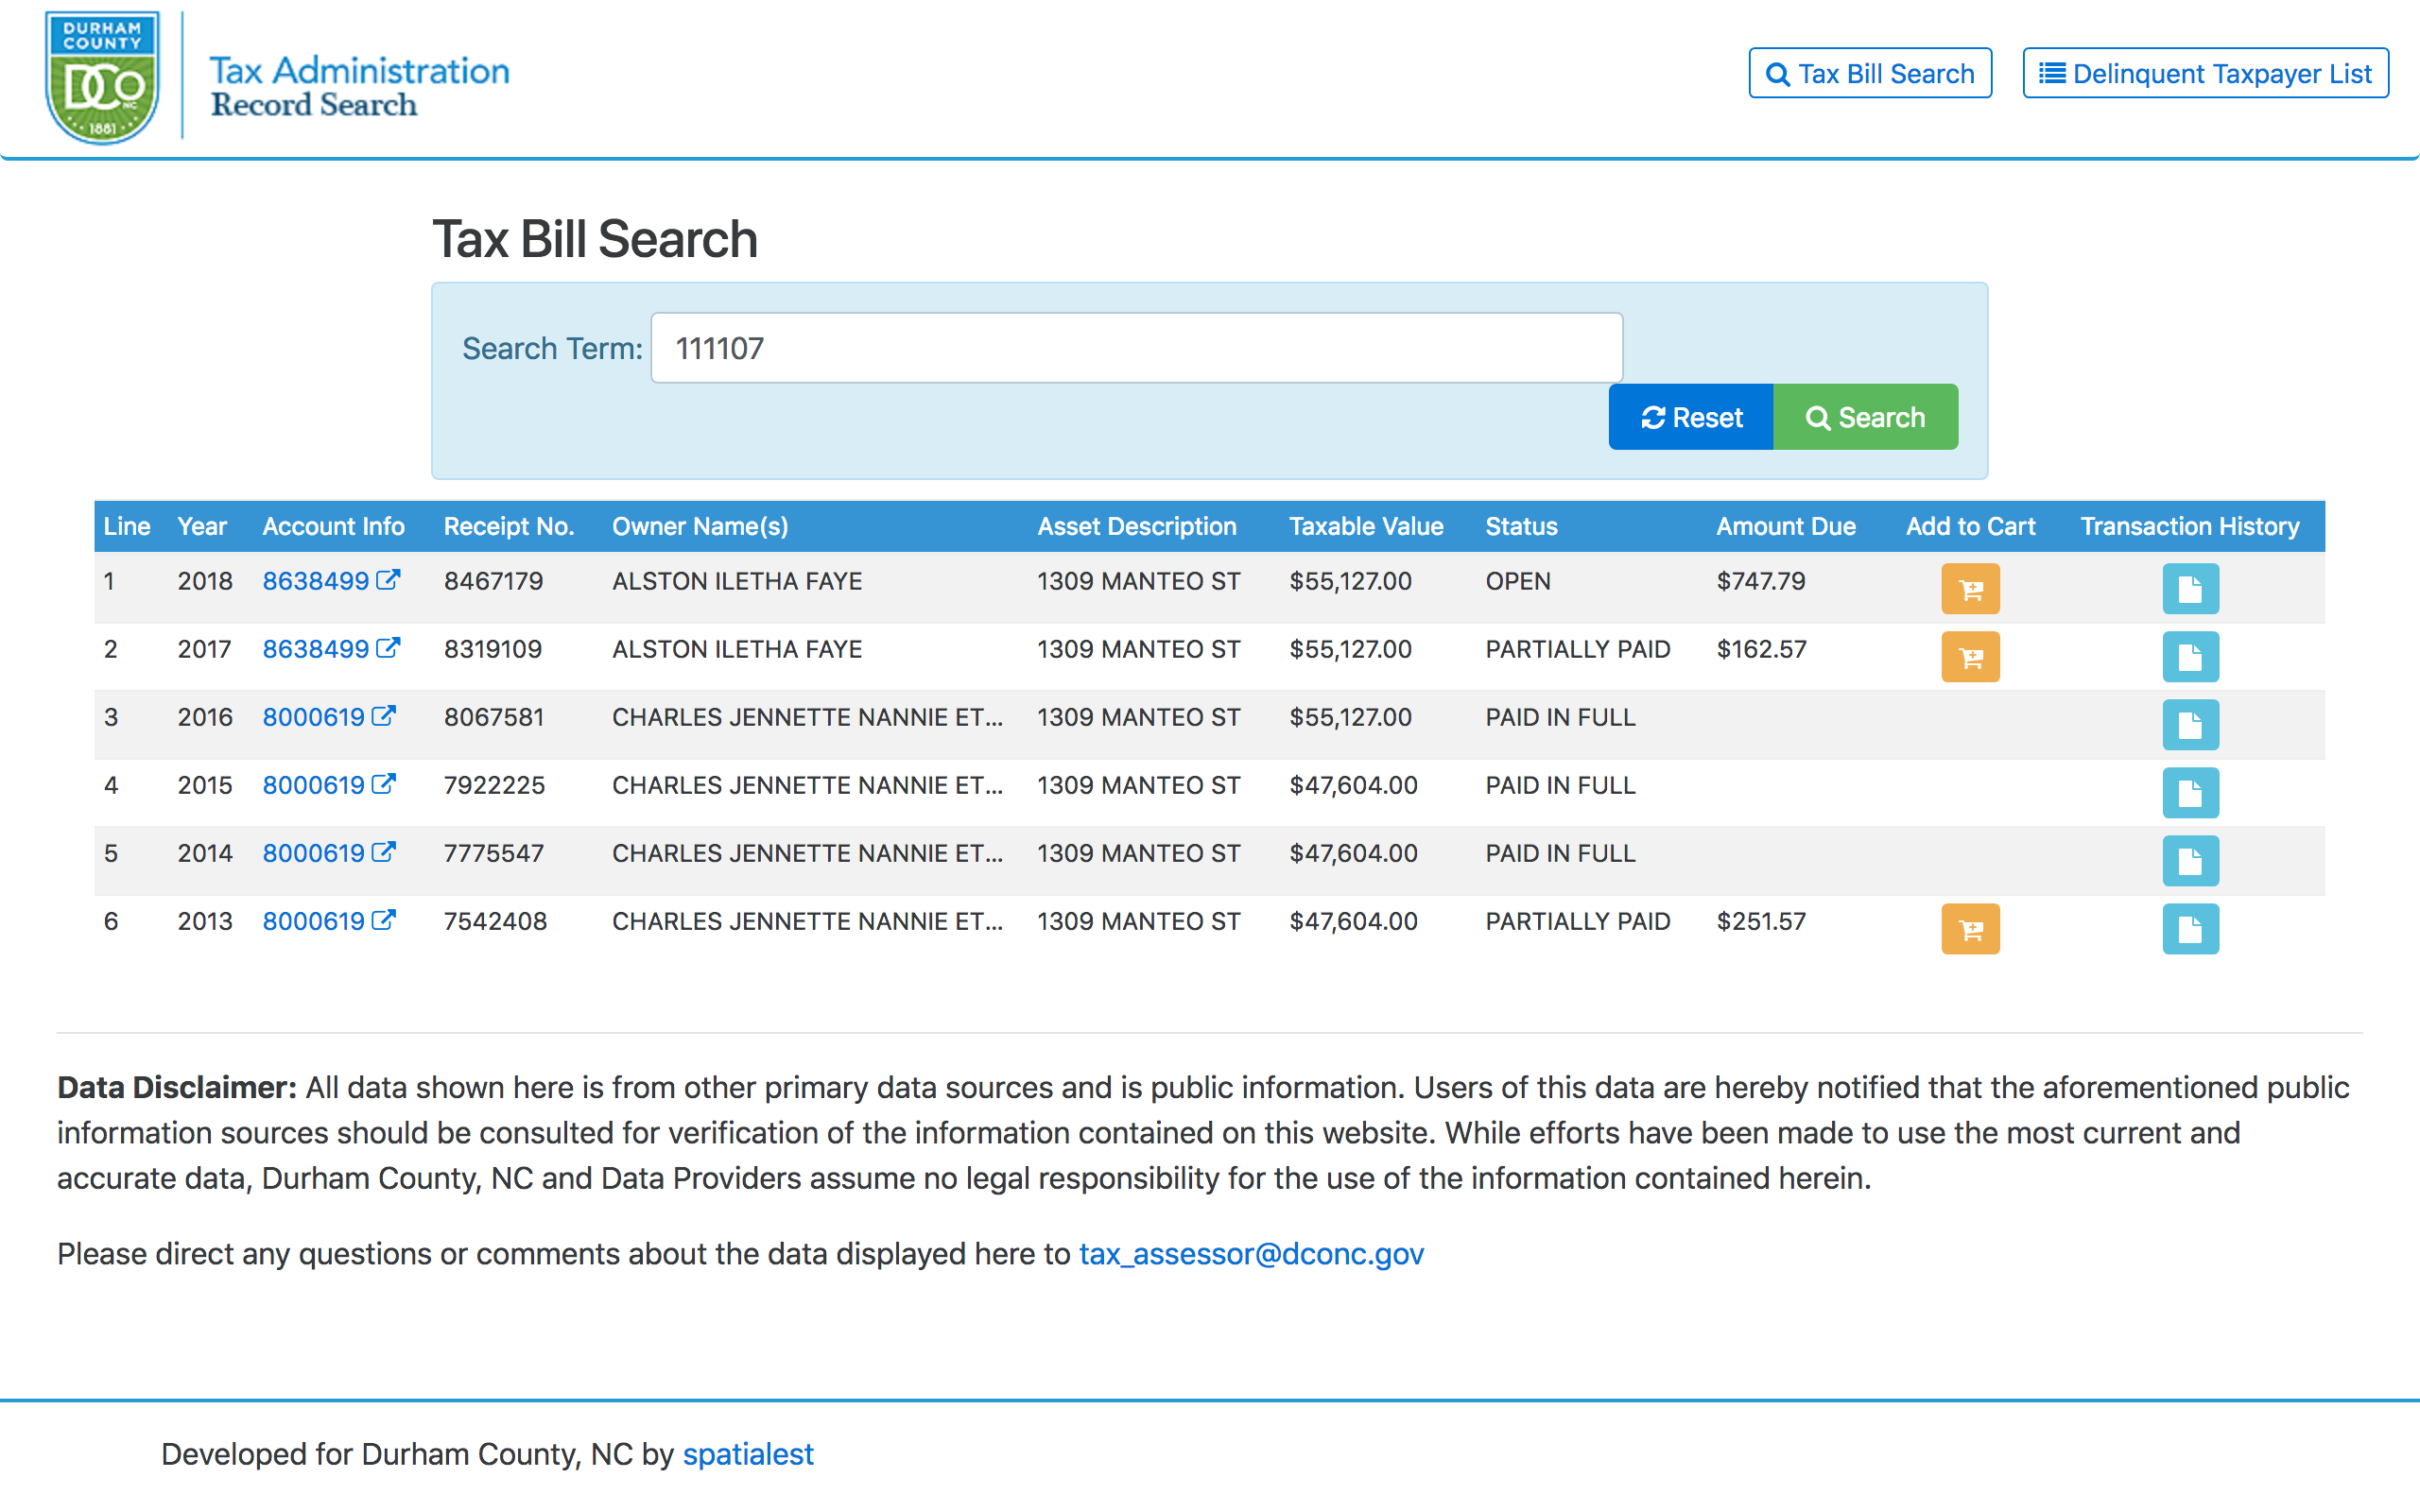 DURHAM
COUNTY
DCO
NC
1881
Tax Administration
Record Search
Tax Bill Search
Delinquent Taxpayer List
Tax Bill Search
Search Term: 111107
Reset Search
Line Year Account Info Receipt No. Owner Name(s) Asset Description Taxable Value Status Amount Due Add to Cart Transaction History
1 2018 8638499 8467179 ALSTON ILETHA FAYE 1309 MANTEO ST $55,127.00 OPEN $747.79
2 2017 8638499 8319109 ALSTON ILETHA FAYE 1309 MANTEO ST $55,127.00 PARTIALLY PAID $162.57
3 2016 8000619 8067581 CHARLES JENNETTE NANNIE ET... 1309 MANTEO ST $55,127.00 PAID IN FULL
4 2015 8000619 7922225 CHARLES JENNETTE NANNIE ET... 1309 MANTEO ST $47,604.00 PAID IN FULL
5 2014 8000619 7775547 CHARLES JENNETTE NANNIE ET... 1309 MANTEO ST $47,604.00 PAID IN FULL
6 2013 8000619 7542408 CHARLES JENNETTE NANNIE ET... 1309 MANTEO ST $47,604.00 PARTIALLY PAID $251.57
Data Disclaimer: All data shown here is from other primary data sources and is public information. Users of this data are hereby notified that the aforementioned public
information sources should be consulted for verification of the information contained on this website. While efforts have been made to use the most current and
accurate data, Durham County, NC and Data Providers assume no legal responsibility for the use of the information contained herein.
Please direct any questions or comments about the data displayed here to tax_assessor@dconc.gov
Developed for Durham County, NC by spatialest